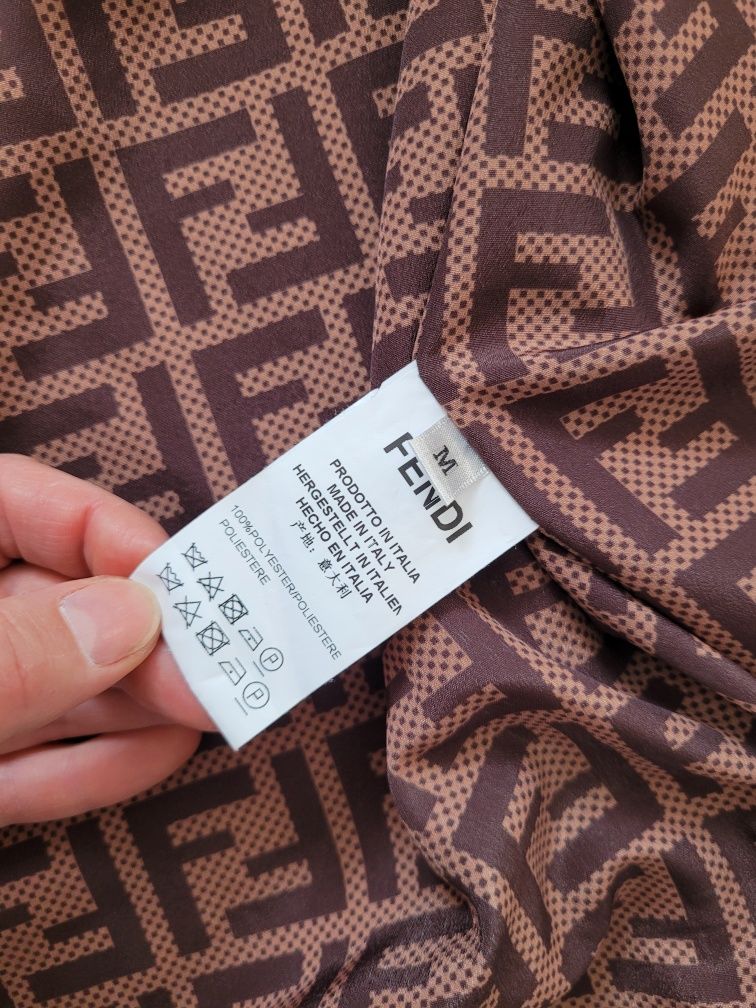 FENDI
M
PRODOTTO IN ITALIA
MADE IN ITALY
HERGESTELLT IN ITALIEN
HECHO EN ITALIA
产地：意大利
100%POLYESTER/POLIESTERE
POLIESTERE
P
P